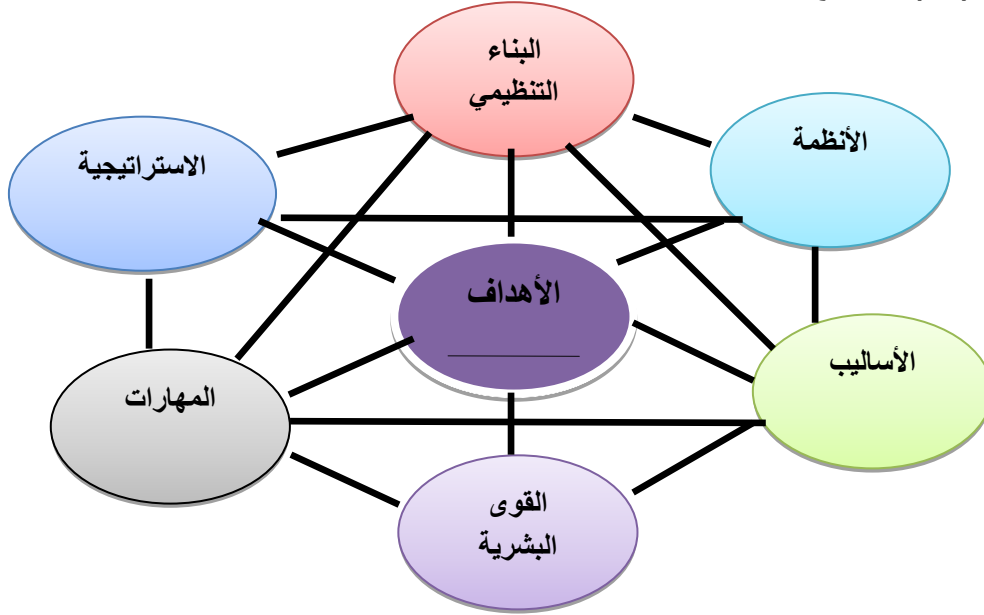 البناء
التنظيمي
الأنظمة
الاستراتيجية
الأهداف
الأساليب
المهارات
القوى
البشرية